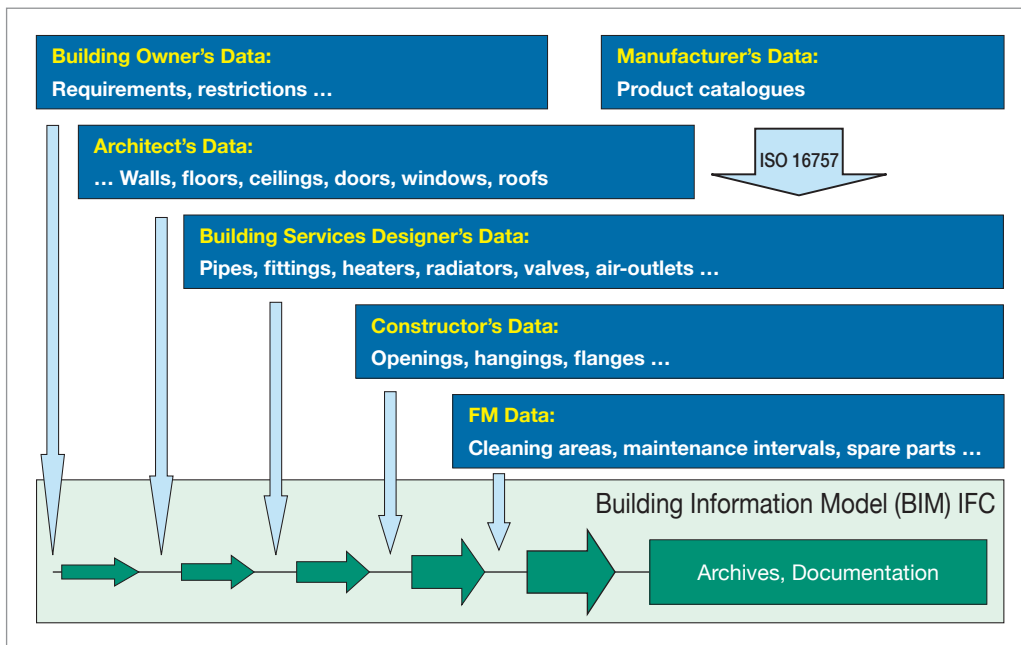 Building Owner’s Data:
Requirements, restrictions …
Manufacturer’s Data:
Product catalogues
ISO 16757
Architect’s Data:
… Walls, floors, ceilings, doors, windows, roofs
Building Services Designer’s Data:
Pipes, fittings, heaters, radiators, valves, air-outlets …
Constructor’s Data:
Openings, hangings, flanges …
FM Data:
Cleaning areas, maintenance intervals, spare parts …
Building Information Model (BIM) IFC
Archives, Documentation